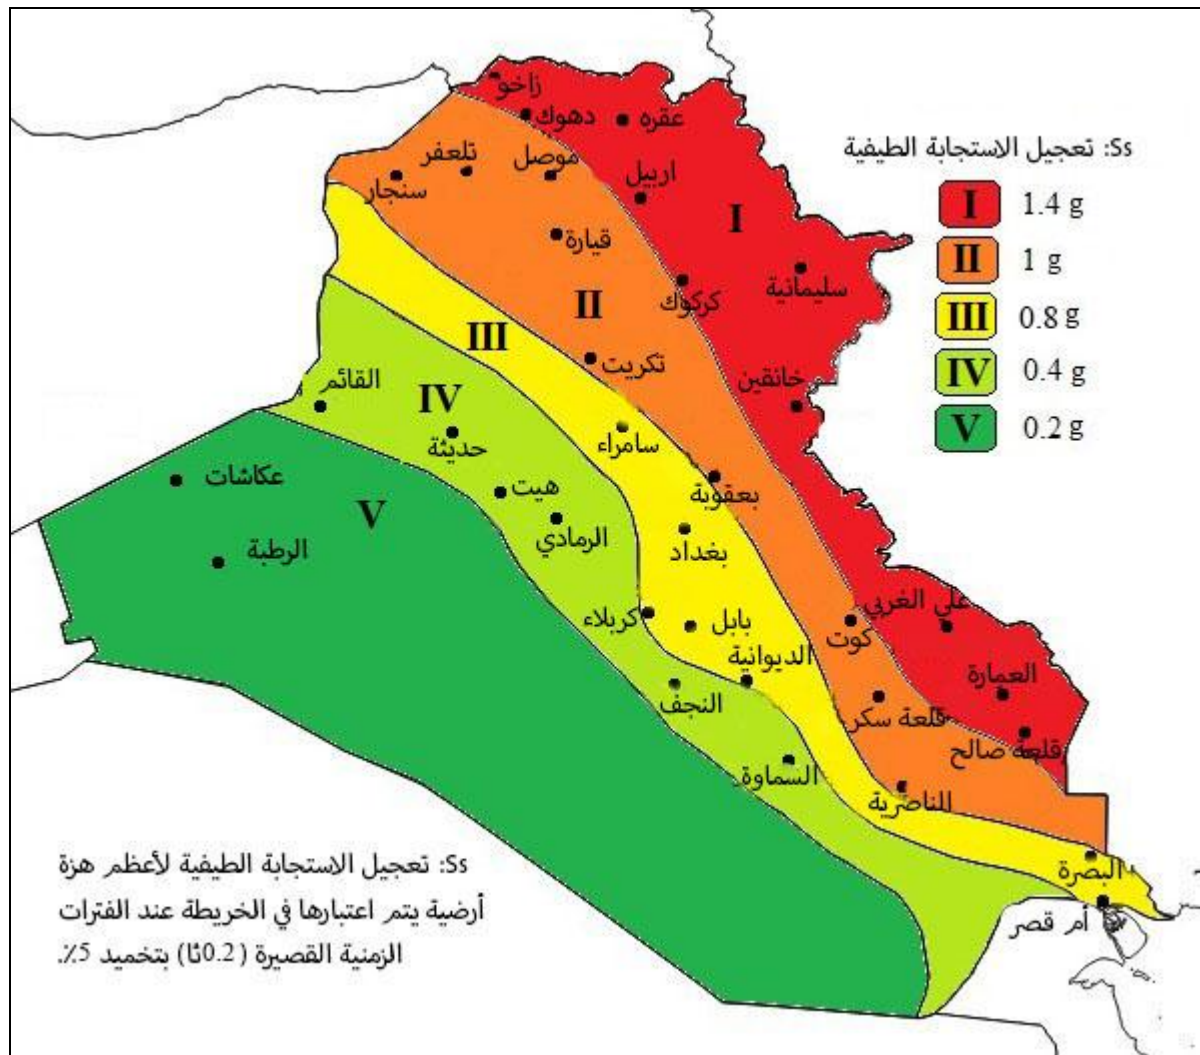 زاخو
دهوك
عقره
Ss: تعجيل الاستجابة الطيفية
تلعفر
موصل
سنجار
اربيل
I
I 1.4 g
قيارة
II 1 g
سليمانية
كركوك
II
III
III 0.8 g
تكريت
القائم
خانقين
IV
IV 0.4 g
سامراء
V 0.2 g
حديثة
عكاشات
هيت
بعقوبة
V
الرمادي
الرطبة
بغداد
علي الغربي
كربلاء
بابل
كوت
الديوانية
العمارة
النجف
قلعة سكر
قلعة صالح
السماوة
الناصرية
البصرة
أم قصر
Ss: تعجيل الاستجابة الطيفية لأعظم هزة
أرضية يتم اعتبارها في الخريطة عند الفترات
الزمنية القصيرة (0.2ثا) بتخميد 5٪.